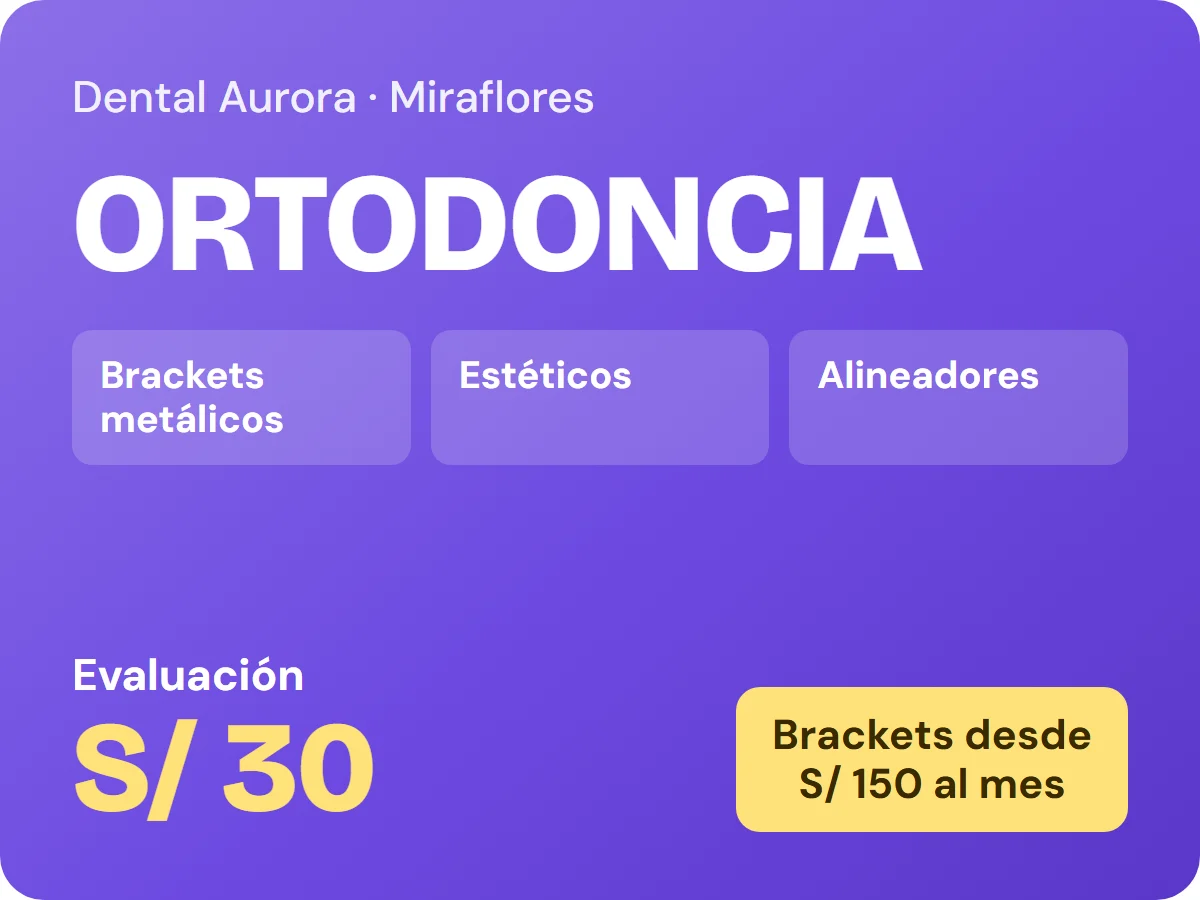 Dental Aurora · Miraflores
ORTODONCIA
Brackets
metálicos
Estéticos
Alineadores
Evaluación
S/ 30
Brackets desde
S/ 150 al mes